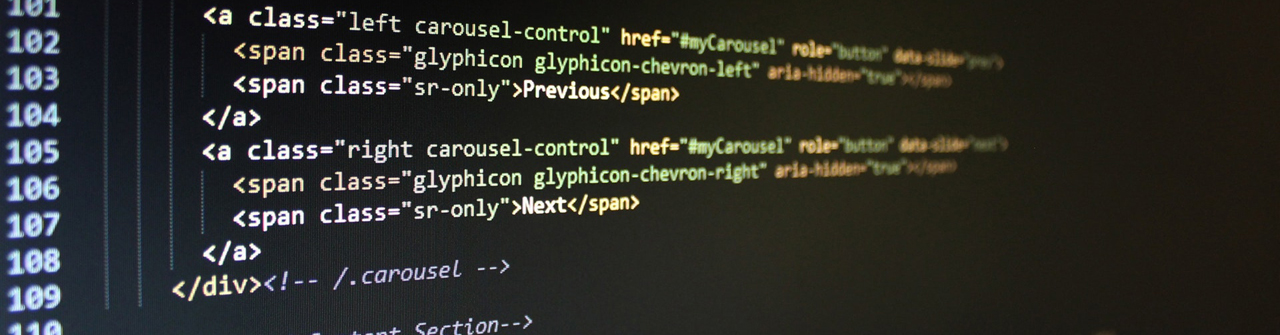 101 <a class="left carousel-control" href="#myCarousel" role="button" data-slide="prev">
102 <span class="glyphicon glyphicon-chevron-left" aria-hidden="true"></span>
103 <span class="sr-only">Previous</span>
104 </a>
105 <a class="right carousel-control" href="#myCarousel" role="button" data-slide="next">
106 <span class="glyphicon glyphicon-chevron-right" aria-hidden="true"></span>
107 <span class="sr-only">Next</span>
108 </a>
109 </div><!-- /.carousel -->
110 Section-->